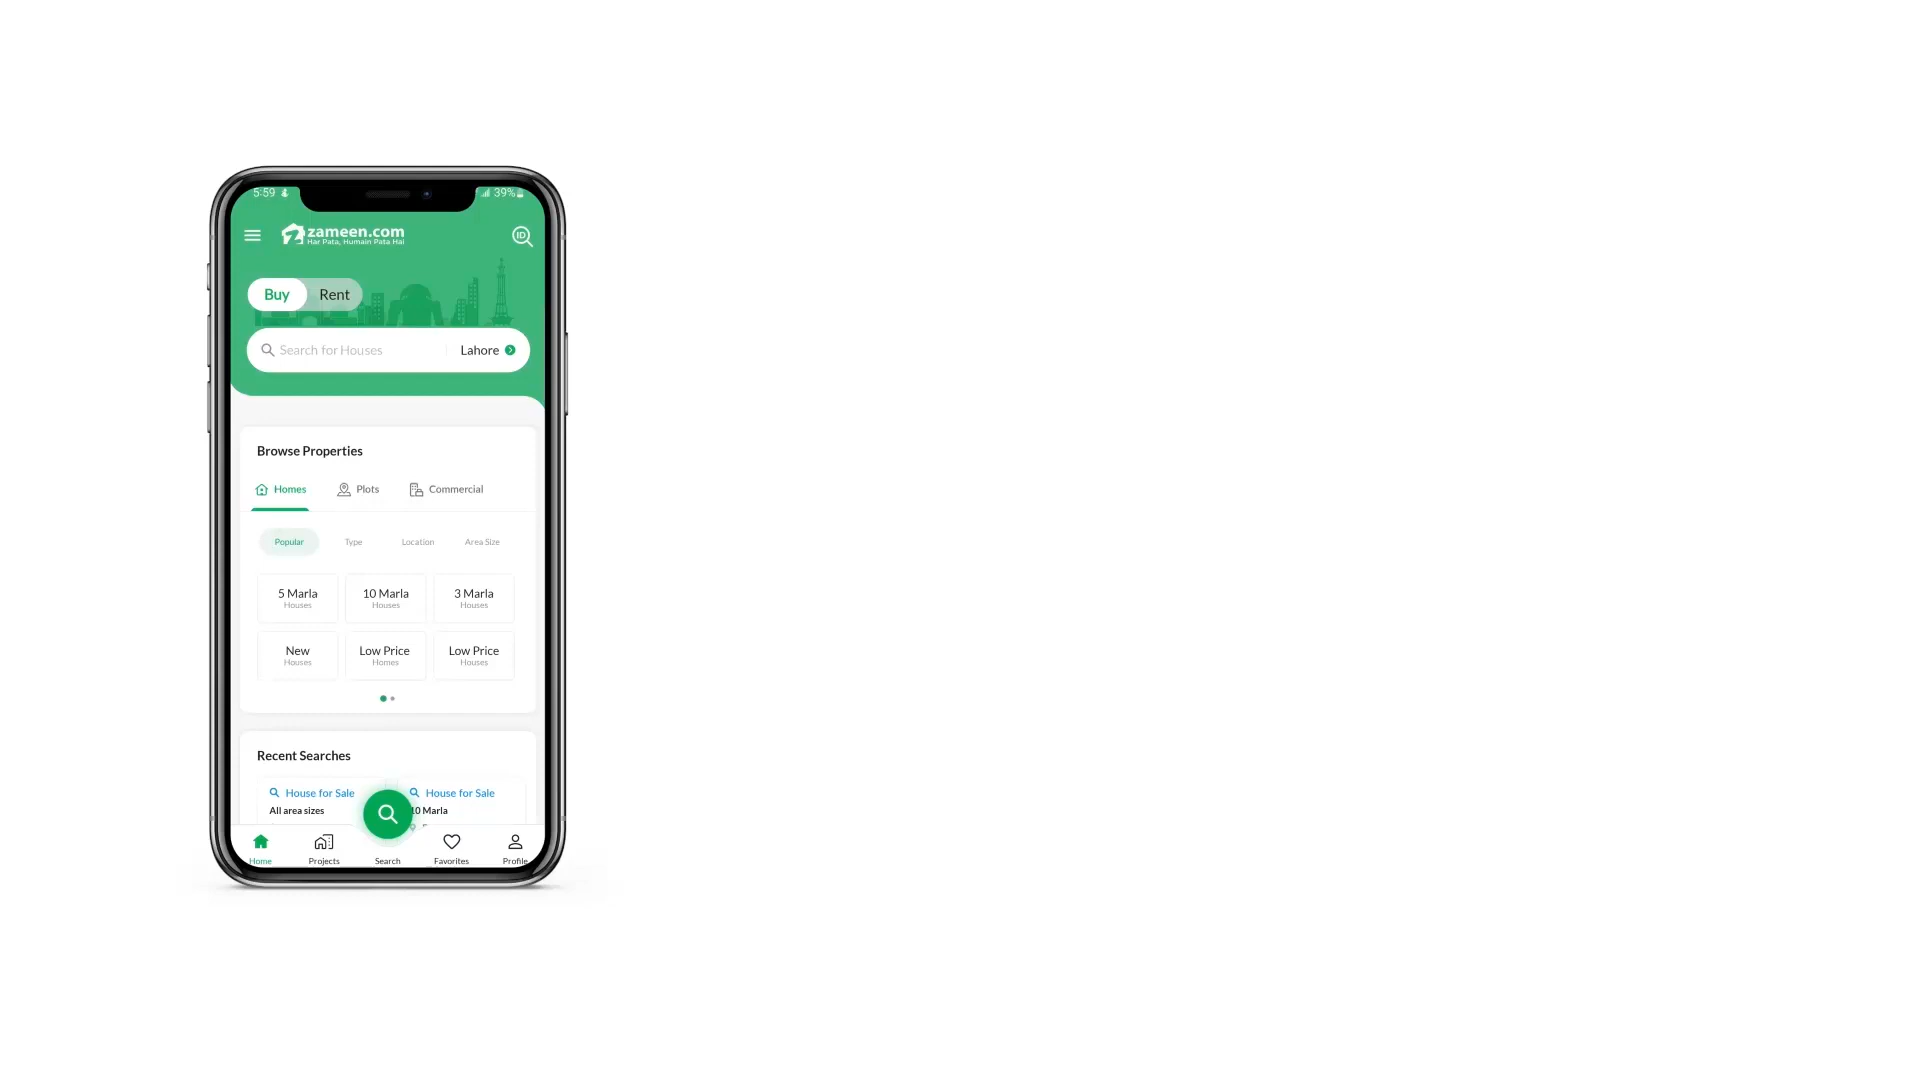 5:59
39%
zameen.com
Har Pata, Humain Pata Hai
ID
Buy Rent
Search for Houses Lahore
Browse Properties
Homes Plots Commercial
Popular Type Location Area Size
5 Marla 10 Marla 3 Marla
Houses Houses Houses
New Low Price Low Price
Houses Homes Houses
Recent Searches
House for Sale House for Sale
All area sizes 10 Marla
Home Projects Search Favorites Profile